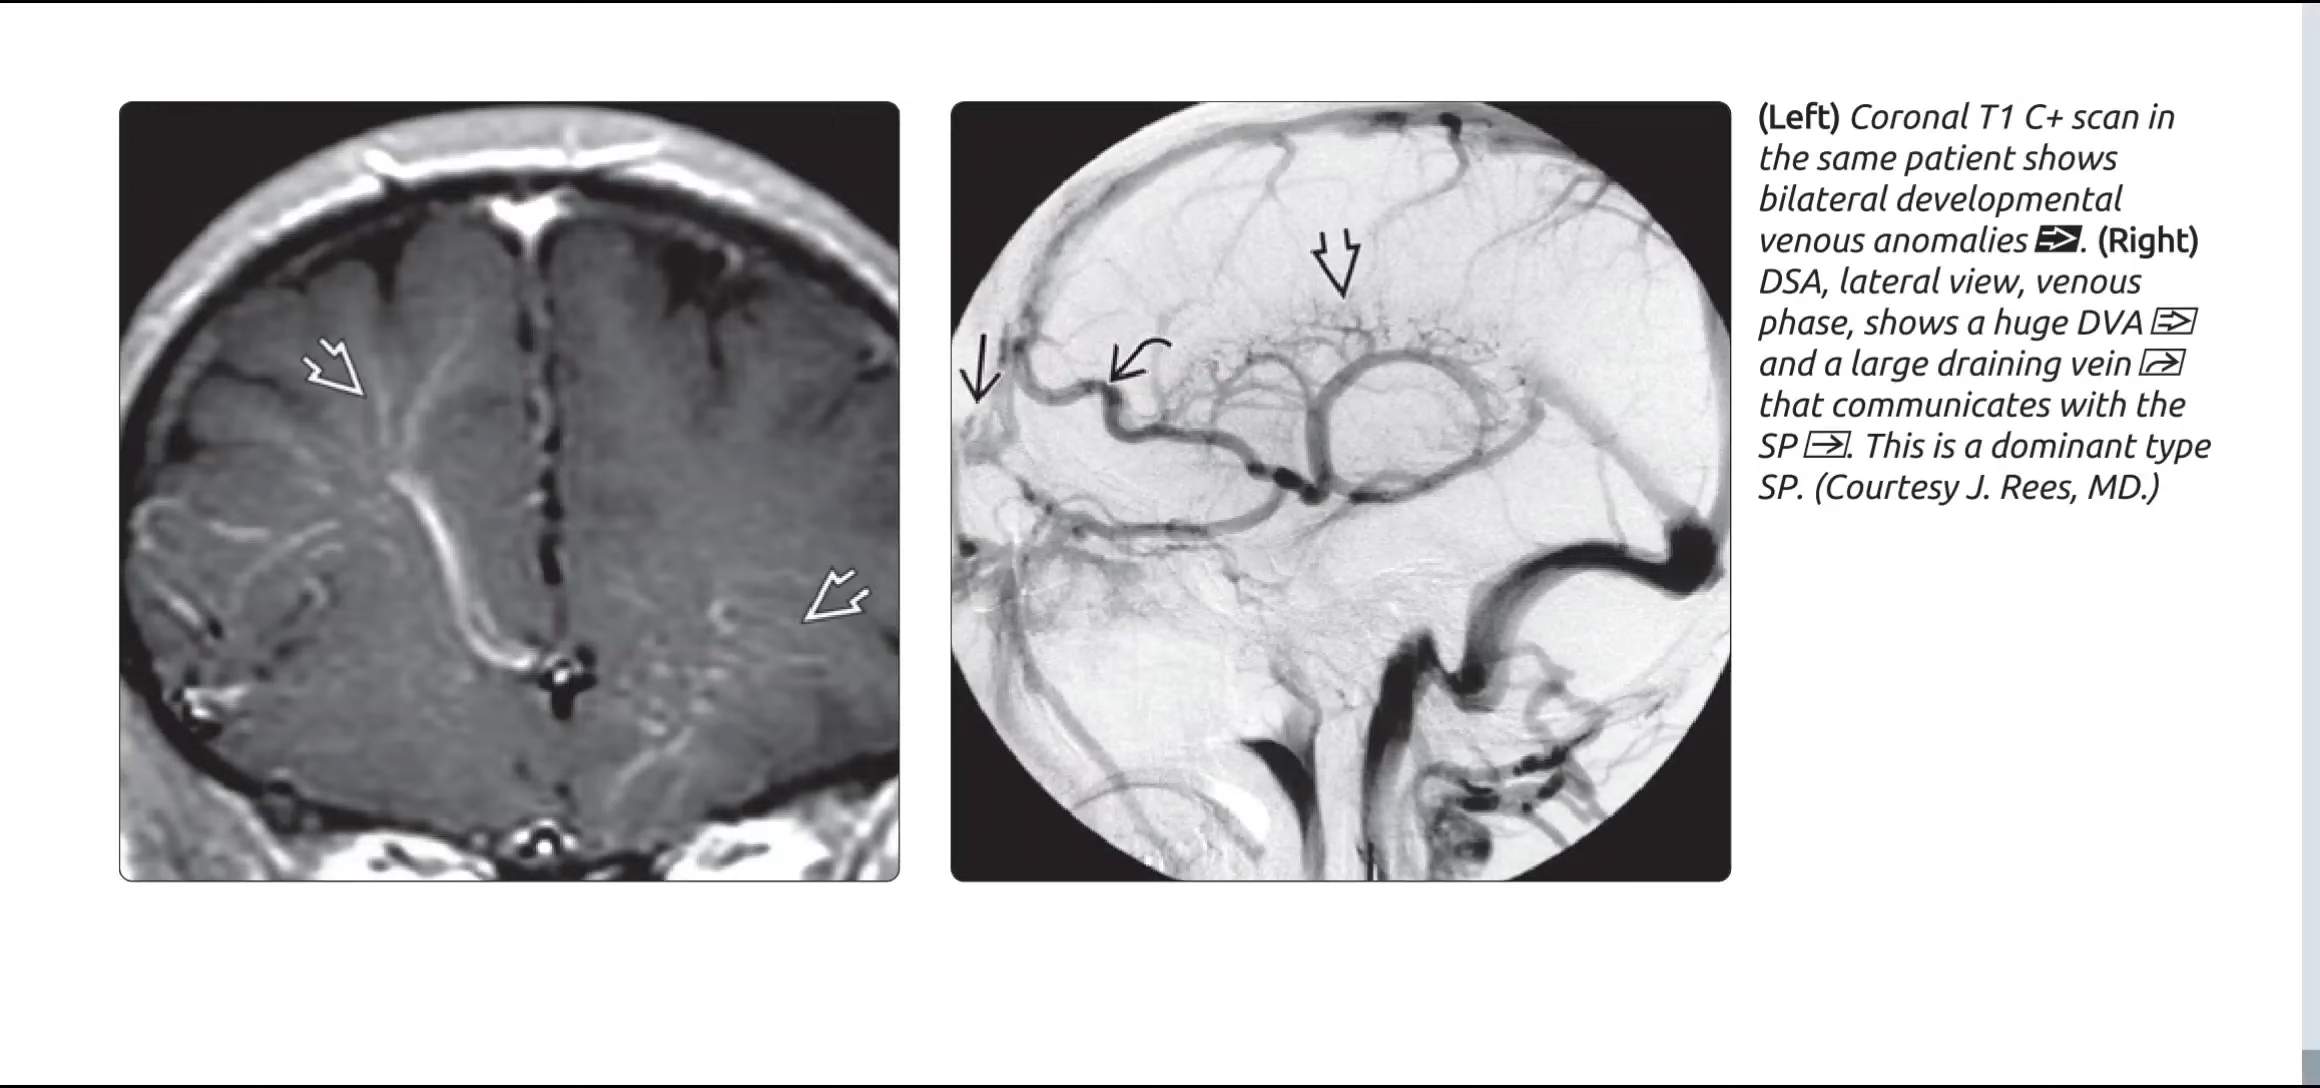 (Left) Coronal T1 C+ scan in
the same patient shows
bilateral developmental
venous anomalies ⇨. (Right)
DSA, lateral view, venous
phase, shows a huge DVA ⇨
and a large draining vein ↷
that communicates with the
SP →. This is a dominant type
SP. (Courtesy J. Rees, MD.)